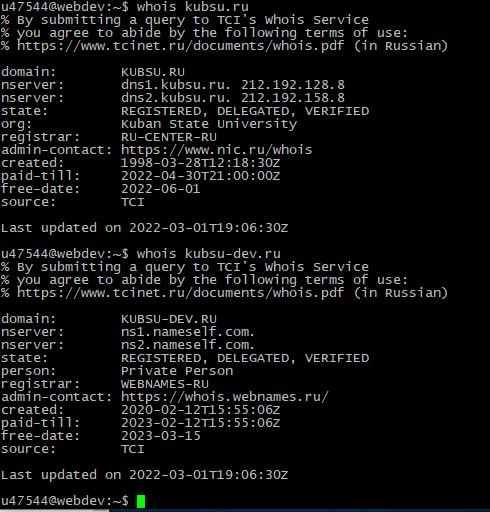 u47544@webdev:~$ whois kubsu.ru
% By submitting a query to TCI's Whois Service
% you agree to abide by the following terms of use:
% https://www.tcinet.ru/documents/whois.pdf (in Russian)

domain:        KUBSU.RU
nserver:       dns1.kubsu.ru. 212.192.128.8
nserver:       dns2.kubsu.ru. 212.192.158.8
state:         REGISTERED, DELEGATED, VERIFIED
org:           Kuban State University
registrar:     RU-CENTER-RU
admin-contact: https://www.nic.ru/whois
created:       1998-03-28T12:18:30Z
paid-till:     2022-04-30T21:00:00Z
free-date:     2022-06-01
source:        TCI

Last updated on 2022-03-01T19:06:30Z

u47544@webdev:~$ whois kubsu-dev.ru
% By submitting a query to TCI's Whois Service
% you agree to abide by the following terms of use:
% https://www.tcinet.ru/documents/whois.pdf (in Russian)

domain:        KUBSU-DEV.RU
nserver:       ns1.nameself.com.
nserver:       ns2.nameself.com.
state:         REGISTERED, DELEGATED, VERIFIED
person:        Private Person
registrar:     WEBNAMES-RU
admin-contact: https://whois.webnames.ru/
created:       2020-02-12T15:55:06Z
paid-till:     2023-02-12T15:55:06Z
free-date:     2023-03-15
source:        TCI

Last updated on 2022-03-01T19:06:30Z

u47544@webdev:~$